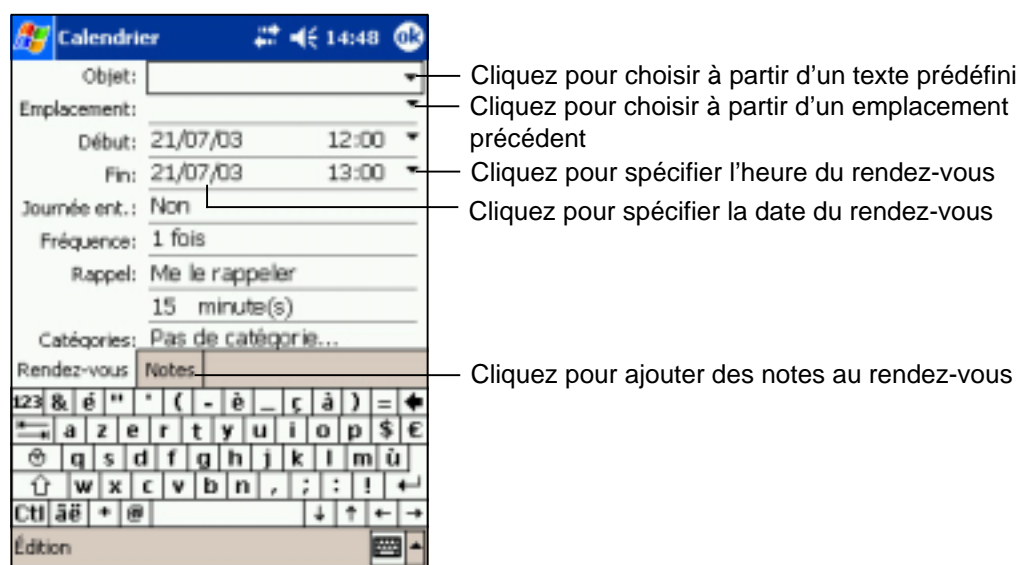 Calendrier 14:48 ok
Objet:
Cliquez pour choisir à partir d'un texte prédéfini
Emplacement:
Cliquez pour choisir à partir d'un emplacement
précédent
Début: 21/07/03 12:00
Fin: 21/07/03 13:00
Cliquez pour spécifier l'heure du rendez-vous
Journée ent.: Non
Cliquez pour spécifier la date du rendez-vous
Fréquence: 1 fois
Rappel: Me le rappeler
15 minute(s)
Catégories: Pas de catégorie...
Rendez-vous Notes
Cliquez pour ajouter des notes au rendez-vous
123 & é " ' ( - è _ ç à ) =
a z e r t y u i o p $ €
q s d f g h j k l m ù
w x c v b n , ; : !
Ctl äë + @ ↓ ↑ ← →
Édition